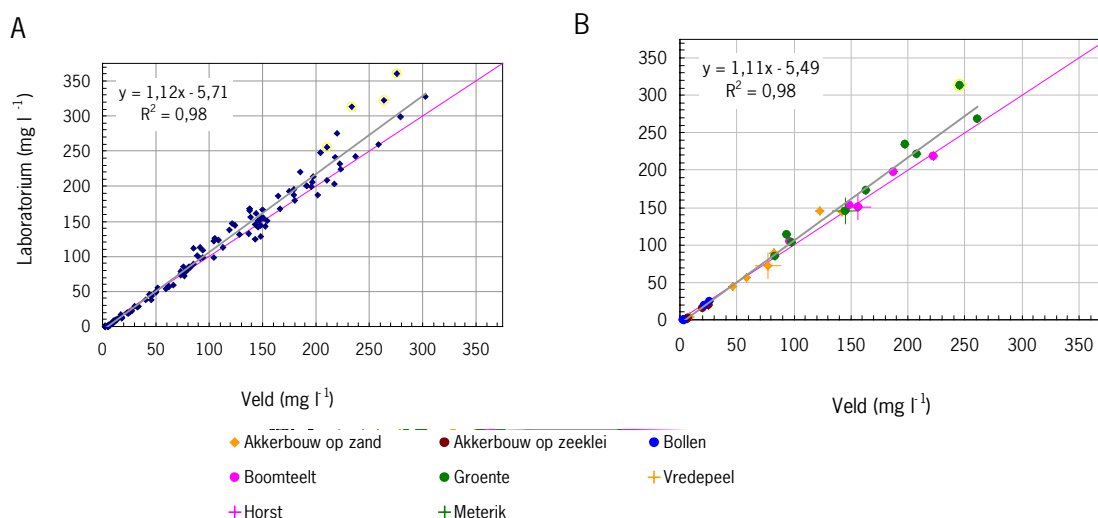 A
B
y = 1,12x - 5,71
R² = 0,98
y = 1,11x - 5,49
R² = 0,98
Laboratorium (mg l⁻¹)
350
300
250
200
150
100
50
0
0 50 100 150 200 250 300 350
Veld (mg l⁻¹)
350
300
250
200
150
100
50
0
0 50 100 150 200 250 300 350
Veld (mg l⁻¹)
Akkerbouw op zand Akkerbouw op zeeklei Bollen
Boomteelt Groente Vredepeel
Horst Meterik